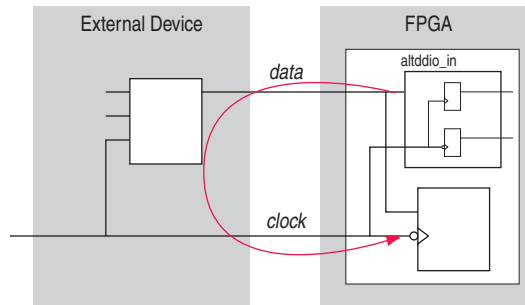 External Device
FPGA
altddio_in
data
clock